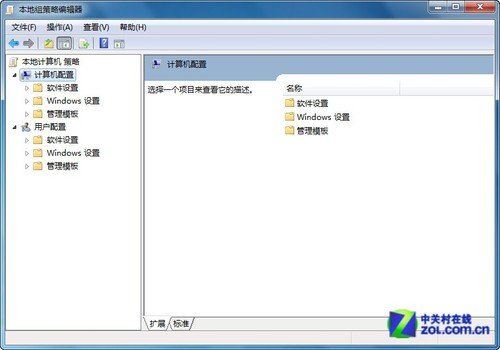 本地组策略编辑器
文件(F) 操作(A) 查看(V) 帮助(H)
本地计算机 策略
计算机配置
软件设置
Windows 设置
管理模板
用户配置
软件设置
Windows 设置
管理模板
计算机配置
选择一个项目来查看它的描述。
名称
软件设置
Windows 设置
管理模板
扩展 标准
中关村在线
ZOL.COM.CN